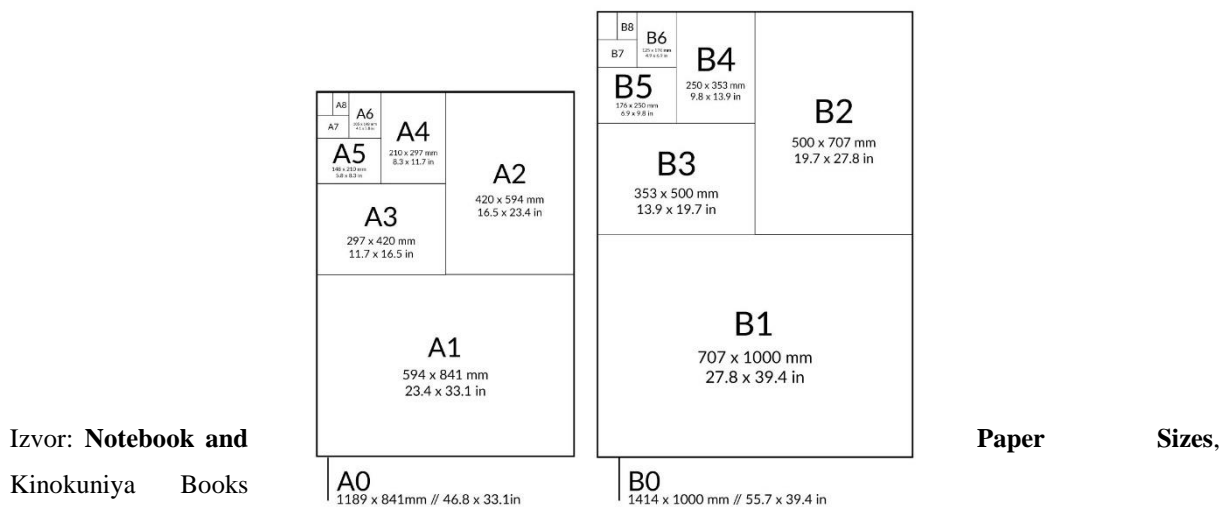 A8
A7
A6
A5
148 x 210 mm
5.8 x 8.3 in
A4
210 x 297 mm
8.3 x 11.7 in
A3
297 x 420 mm
11.7 x 16.5 in
A2
420 x 594 mm
16.5 x 23.4 in
A1
594 x 841 mm
23.4 x 33.1 in
A0
1189 x 841mm // 46.8 x 33.1in
B8
B7
B6
B5
176 x 250 mm
6.9 x 9.8 in
B4
250 x 353 mm
9.8 x 13.9 in
B3
353 x 500 mm
13.9 x 19.7 in
B2
500 x 707 mm
19.7 x 27.8 in
B1
707 x 1000 mm
27.8 x 39.4 in
B0
1414 x 1000 mm // 55.7 x 39.4 in
Izvor: Notebook and Paper Sizes,
Kinokuniya Books